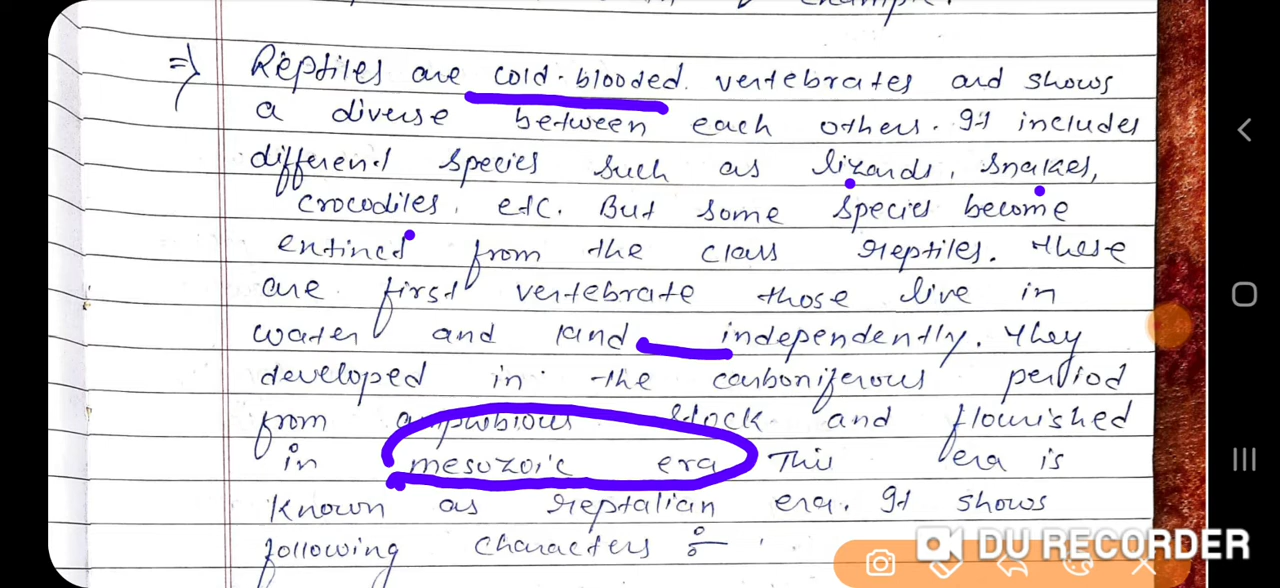 example.
=> Reptiles are cold-blooded. vertebrates and shows
a diverse between each others. It includes
different species such as lizards, snakes,
crocodiles, etc. But some species become
entined from the class reptiles. These
are first vertebrate those live in
water and land independently. They
developed in the carboniferous period
from amphobious stock and flourished
in mesozoic era This era is
known as reptalian era. It shows
following characters :-
DU RECORDER